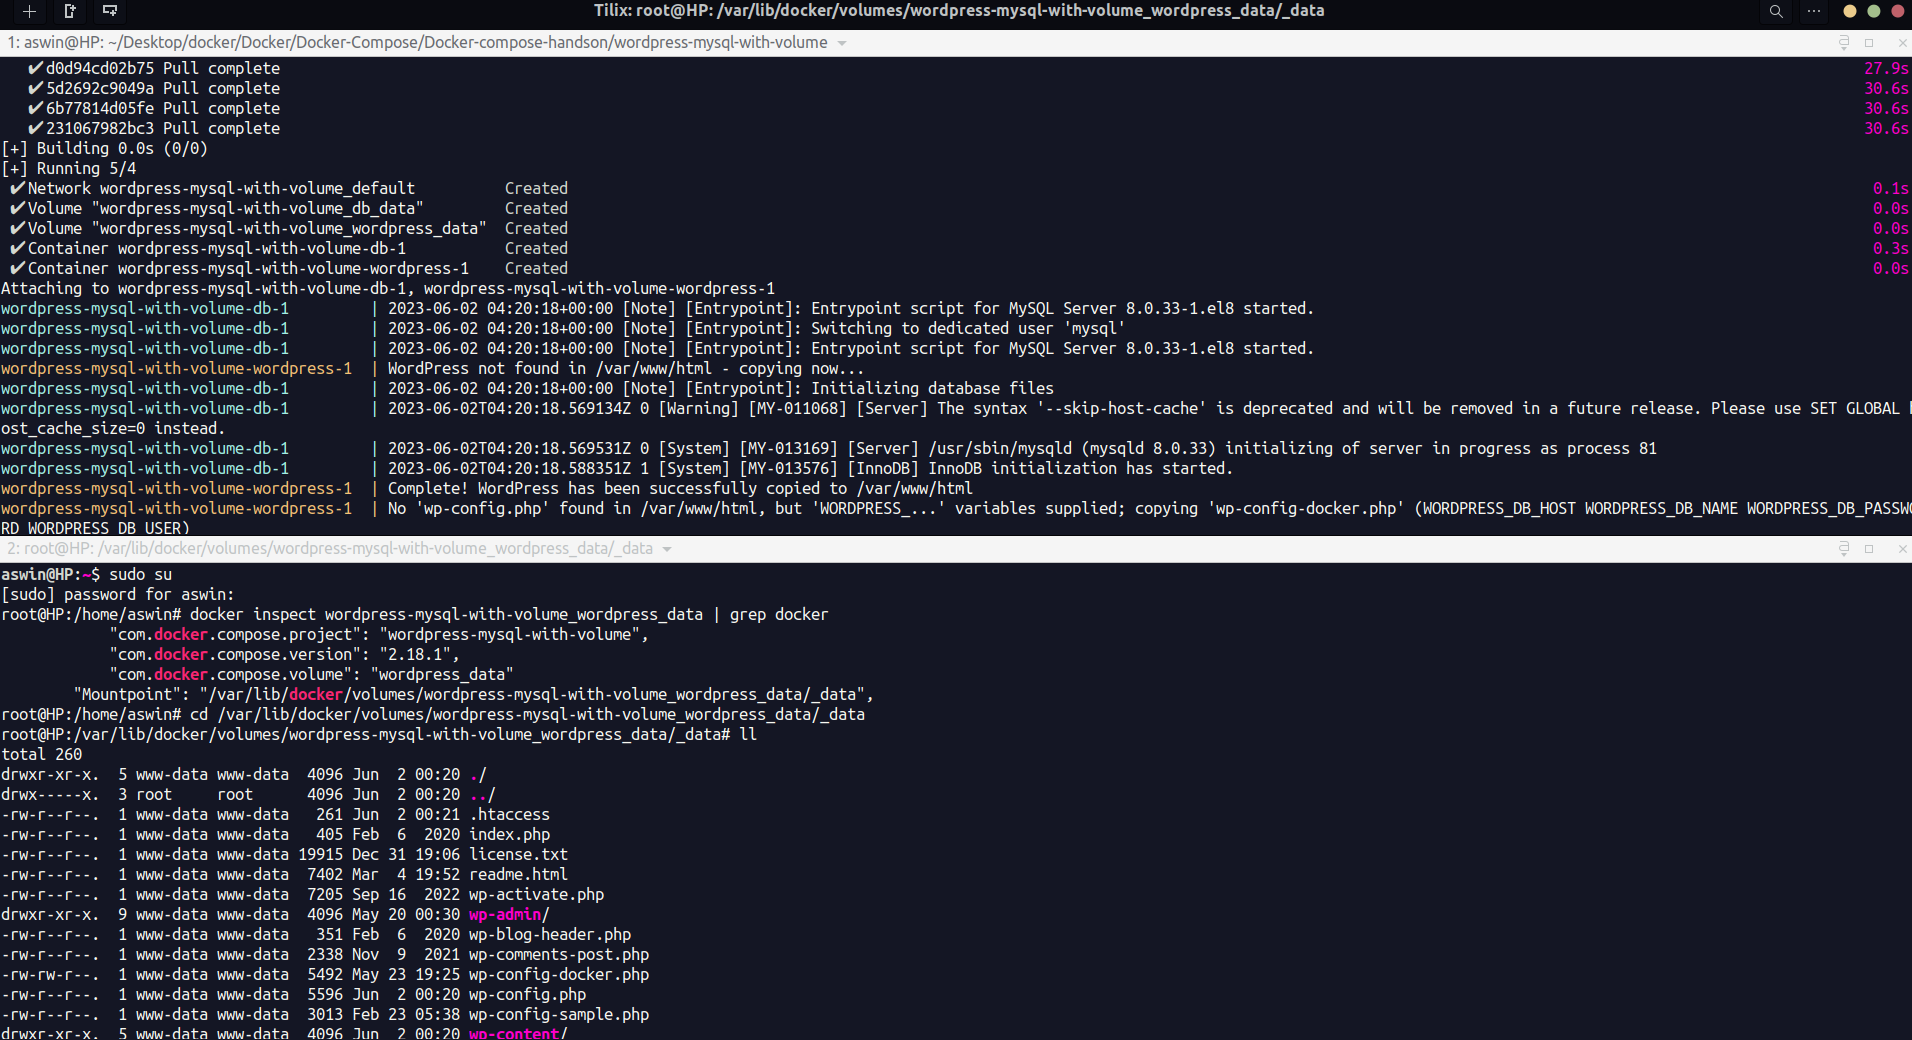 Tilix: root@HP: /var/lib/docker/volumes/wordpress-mysql-with-volume_wordpress_data/_data
1: aswin@HP: ~/Desktop/docker/Docker/Docker-Compose/Docker-compose-handson/wordpress-mysql-with-volume
✔ d0d94cd02b75 Pull complete 27.9s
✔ 5d2692c9049a Pull complete 30.6s
✔ 6b77814d05fe Pull complete 30.6s
✔ 231067982bc3 Pull complete 30.6s
[+] Building 0.0s (0/0)
[+] Running 5/4
✔ Network wordpress-mysql-with-volume_default Created 0.1s
✔ Volume "wordpress-mysql-with-volume_db_data" Created 0.0s
✔ Volume "wordpress-mysql-with-volume_wordpress_data" Created 0.0s
✔ Container wordpress-mysql-with-volume-db-1 Created 0.3s
✔ Container wordpress-mysql-with-volume-wordpress-1 Created 0.0s
Attaching to wordpress-mysql-with-volume-db-1, wordpress-mysql-with-volume-wordpress-1
wordpress-mysql-with-volume-db-1 | 2023-06-02 04:20:18+00:00 [Note] [Entrypoint]: Entrypoint script for MySQL Server 8.0.33-1.el8 started.
wordpress-mysql-with-volume-db-1 | 2023-06-02 04:20:18+00:00 [Note] [Entrypoint]: Switching to dedicated user 'mysql'
wordpress-mysql-with-volume-db-1 | 2023-06-02 04:20:18+00:00 [Note] [Entrypoint]: Entrypoint script for MySQL Server 8.0.33-1.el8 started.
wordpress-mysql-with-volume-wordpress-1 | WordPress not found in /var/www/html - copying now...
wordpress-mysql-with-volume-db-1 | 2023-06-02 04:20:18+00:00 [Note] [Entrypoint]: Initializing database files
wordpress-mysql-with-volume-db-1 | 2023-06-02T04:20:18.569134Z 0 [Warning] [MY-011068] [Server] The syntax '--skip-host-cache' is deprecated and will be removed in a future release. Please use SET GLOBAL
ost_cache_size=0 instead.
wordpress-mysql-with-volume-db-1 | 2023-06-02T04:20:18.569531Z 0 [System] [MY-013169] [Server] /usr/sbin/mysqld (mysqld 8.0.33) initializing of server in progress as process 81
wordpress-mysql-with-volume-db-1 | 2023-06-02T04:20:18.588351Z 1 [System] [MY-013576] [InnoDB] InnoDB initialization has started.
wordpress-mysql-with-volume-wordpress-1 | Complete! WordPress has been successfully copied to /var/www/html
wordpress-mysql-with-volume-wordpress-1 | No 'wp-config.php' found in /var/www/html, but 'WORDPRESS_...' variables supplied; copying 'wp-config-docker.php' (WORDPRESS_DB_HOST WORDPRESS_DB_NAME WORDPRESS_DB_PASSWO
RD WORDPRESS_DB_USER)
2: root@HP: /var/lib/docker/volumes/wordpress-mysql-with-volume_wordpress_data/_data
aswin@HP:~$ sudo su
[sudo] password for aswin:
root@HP:/home/aswin# docker inspect wordpress-mysql-with-volume_wordpress_data | grep docker
"com.docker.compose.project": "wordpress-mysql-with-volume",
"com.docker.compose.version": "2.18.1",
"com.docker.compose.volume": "wordpress_data"
"Mountpoint": "/var/lib/docker/volumes/wordpress-mysql-with-volume_wordpress_data/_data",
root@HP:/home/aswin# cd /var/lib/docker/volumes/wordpress-mysql-with-volume_wordpress_data/_data
root@HP:/var/lib/docker/volumes/wordpress-mysql-with-volume_wordpress_data/_data# ll
total 260
drwxr-xr-x. 5 www-data www-data 4096 Jun 2 00:20 ./
drwx-----x. 3 root root 4096 Jun 2 00:20 ../
-rw-r--r--. 1 www-data www-data 261 Jun 2 00:21 .htaccess
-rw-r--r--. 1 www-data www-data 405 Feb 6 2020 index.php
-rw-r--r--. 1 www-data www-data 19915 Dec 31 19:06 license.txt
-rw-r--r--. 1 www-data www-data 7402 Mar 4 19:52 readme.html
-rw-r--r--. 1 www-data www-data 7205 Sep 16 2022 wp-activate.php
drwxr-xr-x. 9 www-data www-data 4096 May 20 00:30 wp-admin/
-rw-r--r--. 1 www-data www-data 351 Feb 6 2020 wp-blog-header.php
-rw-r--r--. 1 www-data www-data 2338 Nov 9 2021 wp-comments-post.php
-rw-rw-r--. 1 www-data www-data 5492 May 23 19:25 wp-config-docker.php
-rw-r--r--. 1 www-data www-data 5596 Jun 2 00:20 wp-config.php
-rw-r--r--. 1 www-data www-data 3013 Feb 23 05:38 wp-config-sample.php
drwxr-xr-x. 5 www-data www-data 4096 Jun 2 00:20 wp-content/